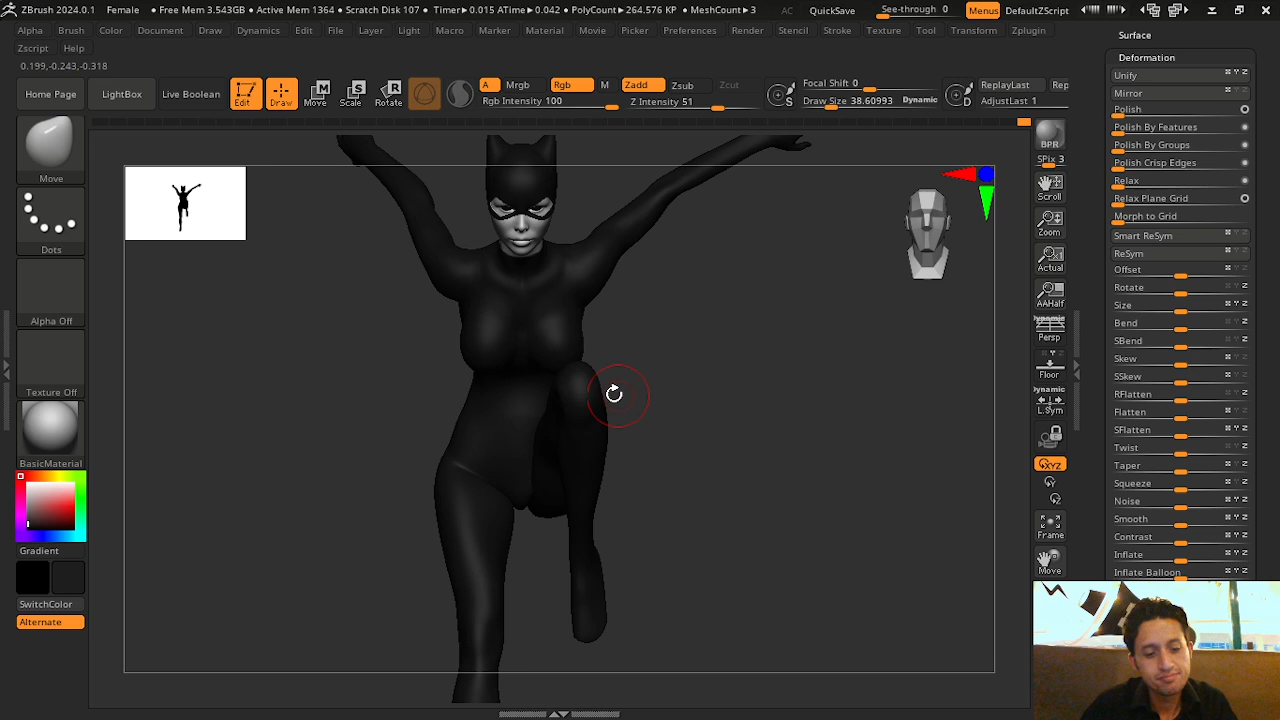 ZBrush 2024.0.1 Female ● Free Mem 3.543GB ● Active Mem 1364 ● Scratch Disk 107 ● Timer▸0.015 ATime▸0.042 ● PolyCount▸264.576 KP ● MeshCount▸3 AC QuickSave See-through 0 Menus DefaultZScript
Alpha Brush Color Document Draw Dynamics Edit File Layer Light Macro Marker Material Movie Picker Preferences Render Stencil Stroke Texture Tool Transform Zplugin
Zscript Help
0.199,-0.243,-0.318
Home Page LightBox Live Boolean Edit Draw Move Scale Rotate
A Mrgb Rgb M Zadd Zsub Zcut
Rgb Intensity 100 Z Intensity 51
S Focal Shift 0
Draw Size 38.60993 Dynamic
D ReplayLast Rep
AdjustLast 1
Move
Dots
Alpha Off
Texture Off
BasicMaterial
Gradient
SwitchColor
Alternate
BPR
SPix 3
Scroll
Zoom
Actual
AAHalf
Dynamic
Persp
Floor
Dynamic
L.Sym
XYZ
Y
Z
Frame
Move
Surface
Deformation
Unify
Mirror
Polish
Polish By Features
Polish By Groups
Polish Crisp Edges
Relax
Relax Plane Grid
Morph to Grid
Smart ReSym
ReSym
Offset
Rotate
Size
Bend
SBend
Skew
SSkew
RFlatten
Flatten
SFlatten
Twist
Taper
Squeeze
Noise
Smooth
Contrast
Inflate
Inflate Balloon